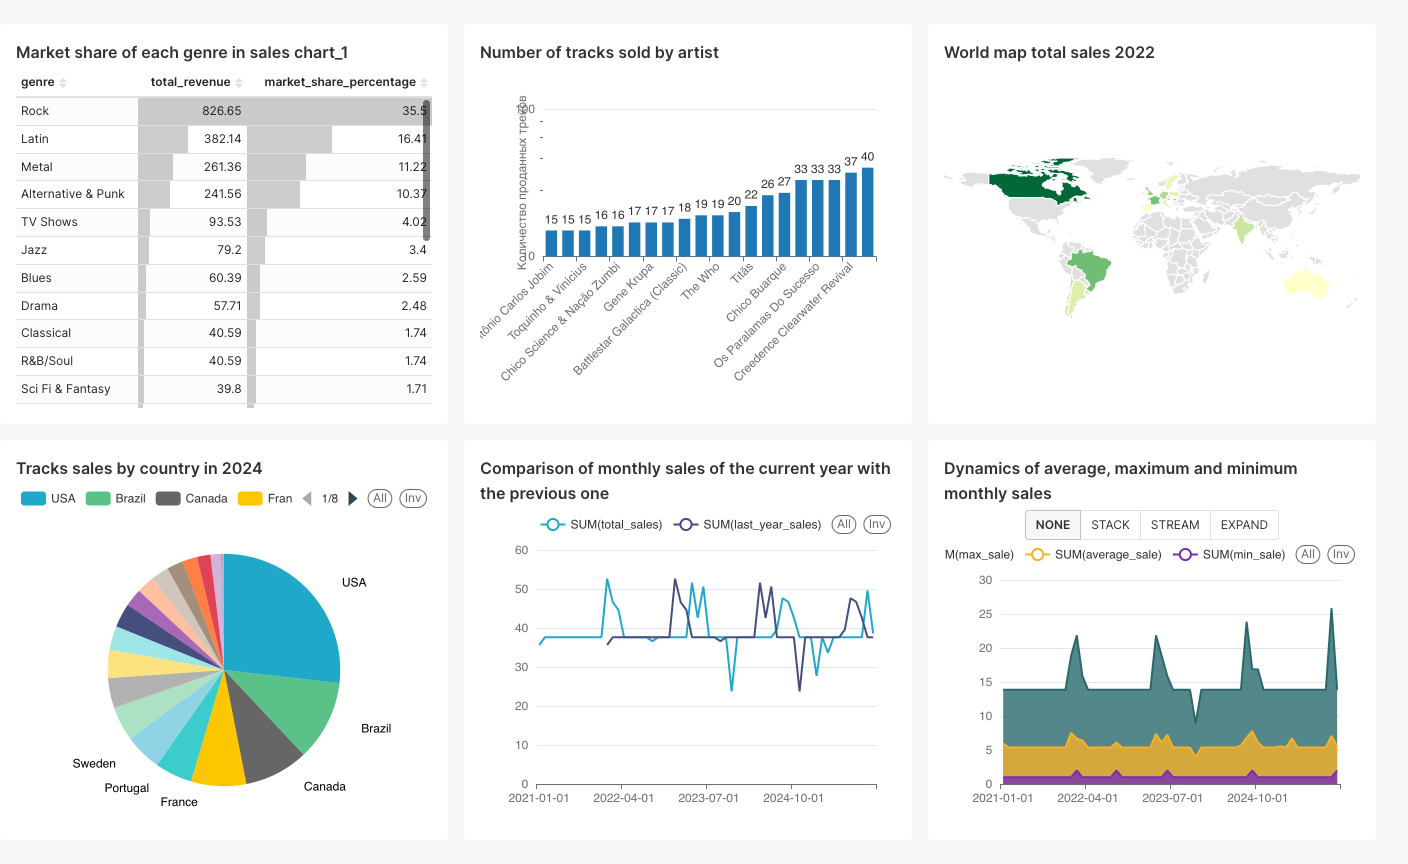 Market share of each genre in sales chart_1
genre total_revenue market_share_percentage
Rock 826.65 35.5
Latin 382.14 16.41
Metal 261.36 11.22
Alternative & Punk 241.56 10.37
TV Shows 93.53 4.02
Jazz 79.2 3.4
Blues 60.39 2.59
Drama 57.71 2.48
Classical 40.59 1.74
R&B/Soul 40.59 1.74
Sci Fi & Fantasy 39.8 1.71
Number of tracks sold by artist
Количество проданных треков
100
0
15 15 15 16 16 17 17 17 18 19 19 20 22 26 27 33 33 33 37 40
tônio Carlos Jobim
Toquinho & Vinícius
Chico Science & Nação Zumbi
Gene Krupa
Battlestar Galactica (Classic)
The Who
Titãs
Chico Buarque
Os Paralamas Do Sucesso
Creedence Clearwater Revival
World map total sales 2022
Tracks sales by country in 2024
USA Brazil Canada Fran 1/8 All Inv
USA
Brazil
Canada
France
Portugal
Sweden
Comparison of monthly sales of the current year with
the previous one
SUM(total_sales) SUM(last_year_sales) All Inv
60
50
40
30
20
10
0
2021-01-01 2022-04-01 2023-07-01 2024-10-01
Dynamics of average, maximum and minimum
monthly sales
NONE STACK STREAM EXPAND
M(max_sale) SUM(average_sale) SUM(min_sale) All Inv
30
25
20
15
10
5
0
2021-01-01 2022-04-01 2023-07-01 2024-10-01